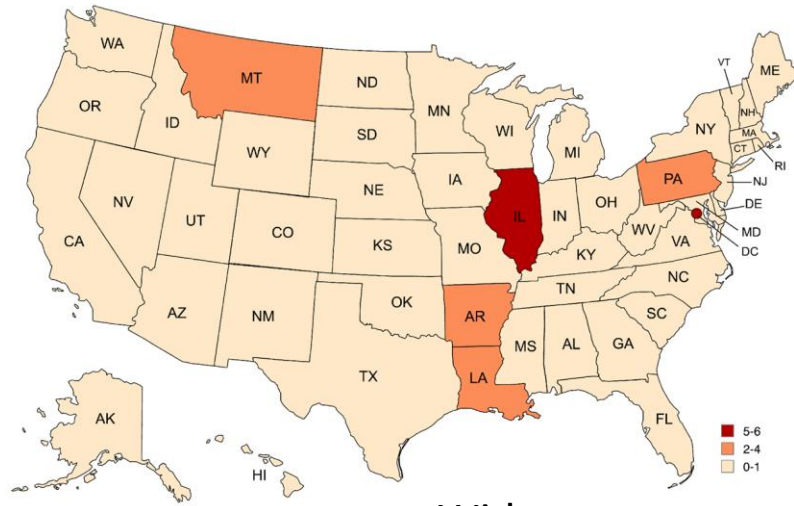 WA
MT
ND
MN
ME
VT
NH
OR
ID
SD
WI
NY
MA
CT
RI
MI
WY
IA
PA
NJ
NE
IL
IN
OH
DE
NV
UT
CO
WV
MD
CA
KS
MO
KY
VA
DC
NC
TN
AZ
NM
OK
AR
SC
MS
AL
GA
TX
LA
AK
HI
FL
5-6
2-4
0-1